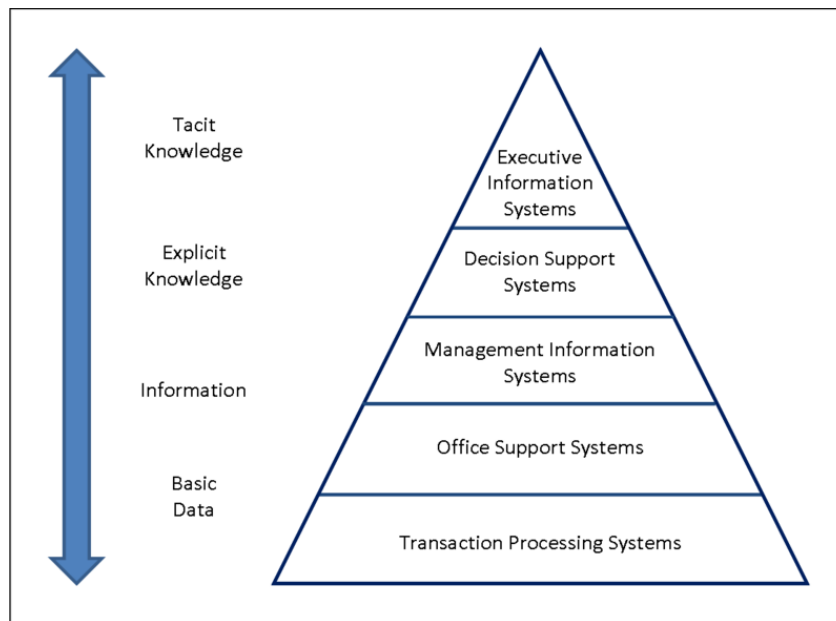 Tacit
Knowledge
Executive
Information
Systems
Explicit
Knowledge
Decision Support
Systems
Management Information
Systems
Information
Office Support Systems
Basic
Data
Transaction Processing Systems